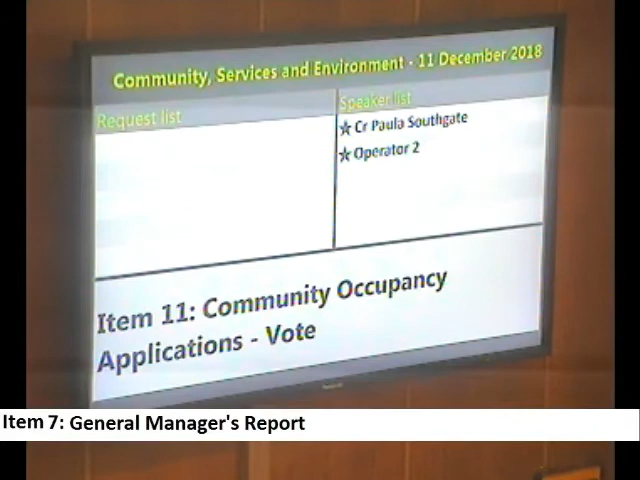 Community, Services and Environment - 11 December 2018
Request list
Speaker list
☆ Cr Paula Southgate
☆ Operator 2
Item 11: Community Occupancy
Applications - Vote
Item 7: General Manager's Report